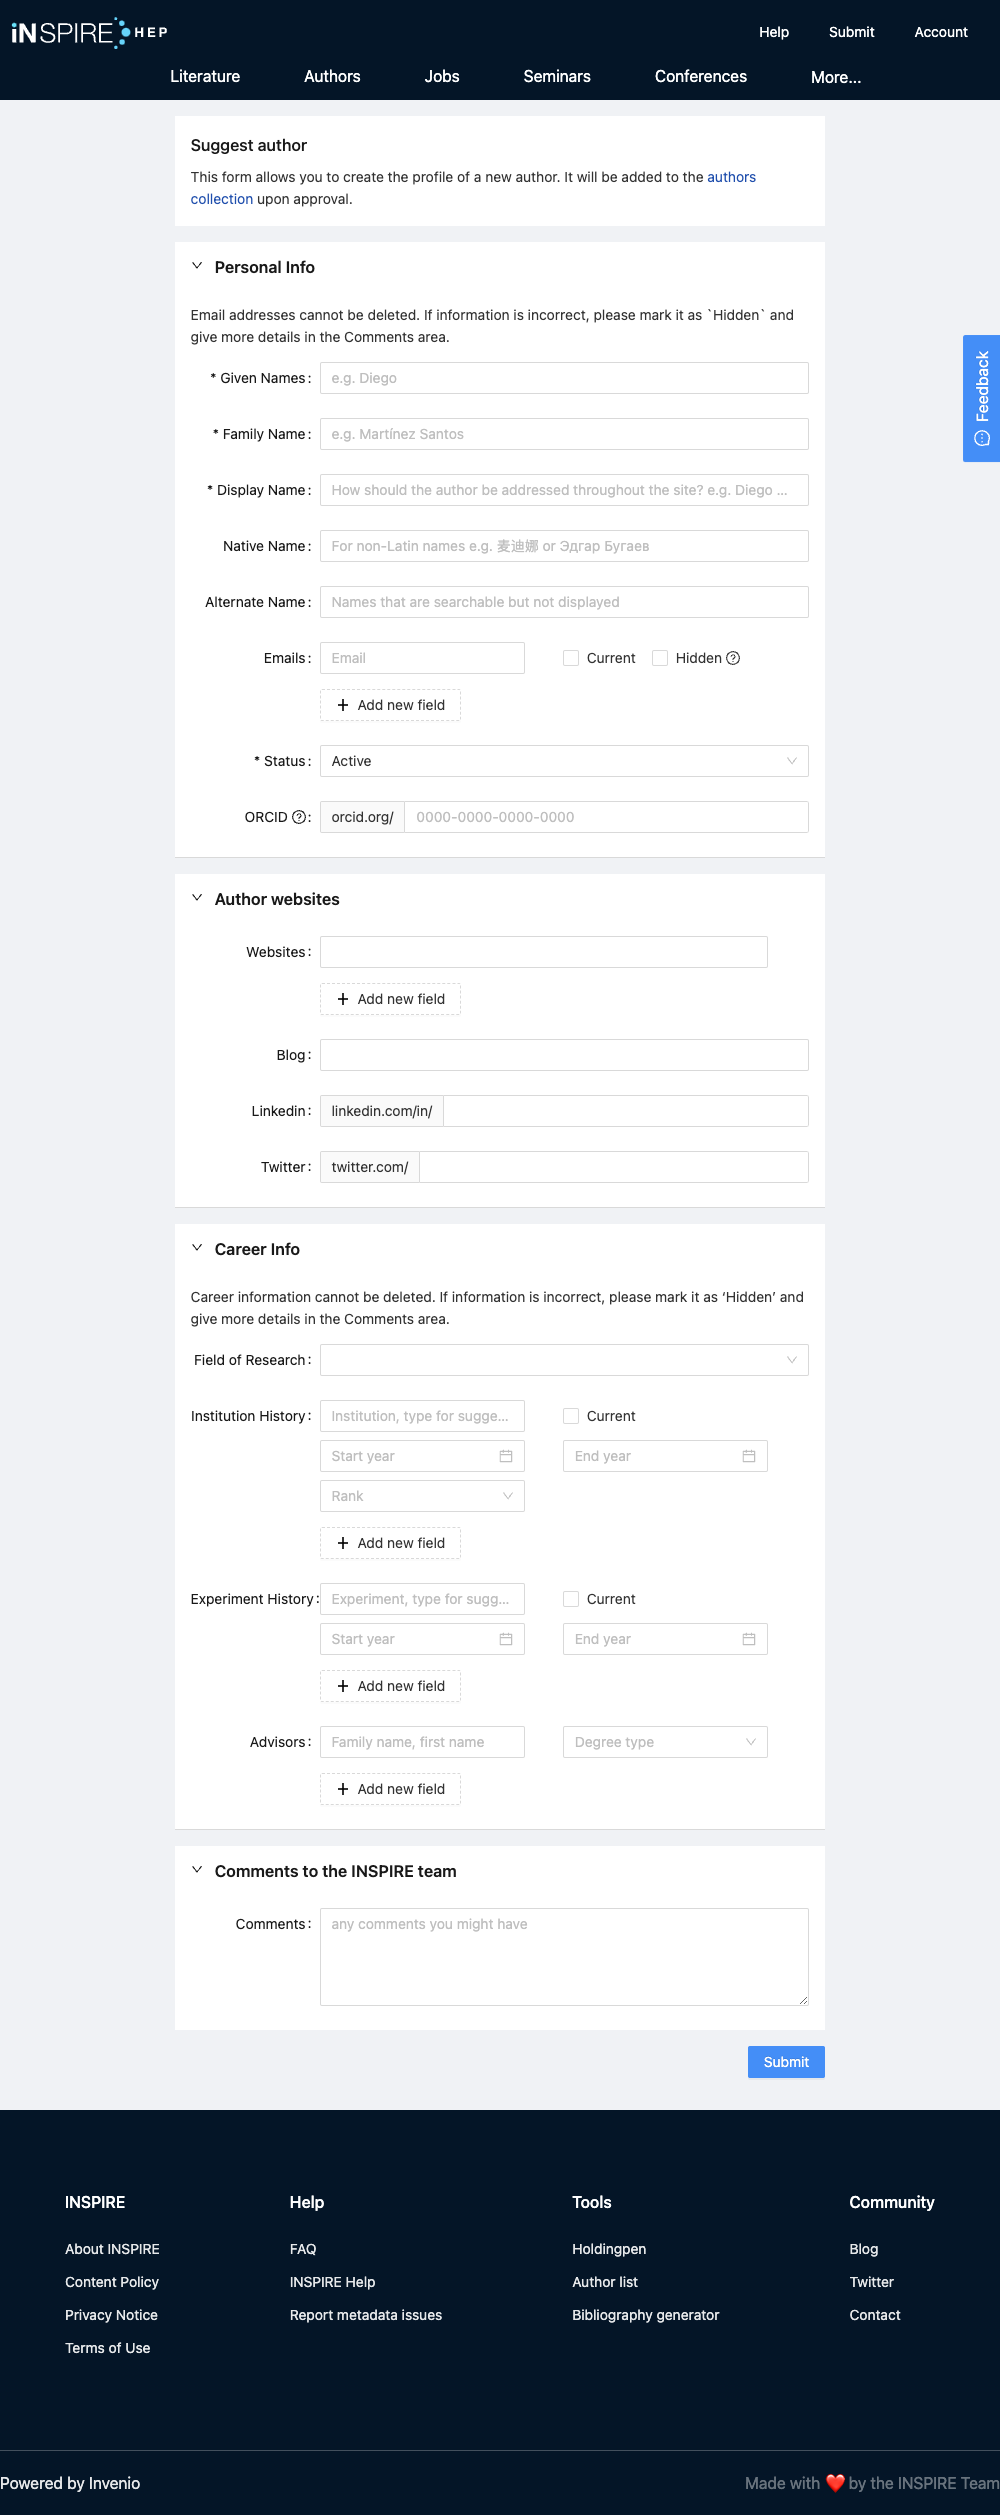 iNSPIRE HEP
Help Submit Account
Literature Authors Jobs Seminars Conferences More...
Suggest author
This form allows you to create the profile of a new author. It will be added to the authors
collection upon approval.
Personal Info
Email addresses cannot be deleted. If information is incorrect, please mark it as `Hidden` and
give more details in the Comments area.
* Given Names: e.g. Diego
* Family Name: e.g. Martínez Santos
* Display Name: How should the author be addressed throughout the site? e.g. Diego ...
Native Name: For non-Latin names e.g. 麦迪娜 or Эдгар Бугаев
Alternate Name: Names that are searchable but not displayed
Emails: Email Current Hidden
+ Add new field
* Status: Active
ORCID : orcid.org/ 0000-0000-0000-0000
Feedback
Author websites
Websites:
+ Add new field
Blog:
Linkedin: linkedin.com/in/
Twitter: twitter.com/
Career Info
Career information cannot be deleted. If information is incorrect, please mark it as ‘Hidden’ and
give more details in the Comments area.
Field of Research:
Institution History: Institution, type for sugge... Current
Start year End year
Rank
+ Add new field
Experiment History: Experiment, type for sugg... Current
Start year End year
+ Add new field
Advisors: Family name, first name Degree type
+ Add new field
Comments to the INSPIRE team
Comments: any comments you might have
Submit
INSPIRE
About INSPIRE
Content Policy
Privacy Notice
Terms of Use
Help
FAQ
INSPIRE Help
Report metadata issues
Tools
Holdingpen
Author list
Bibliography generator
Community
Blog
Twitter
Contact
Powered by Invenio
Made with ❤️ by the INSPIRE Team